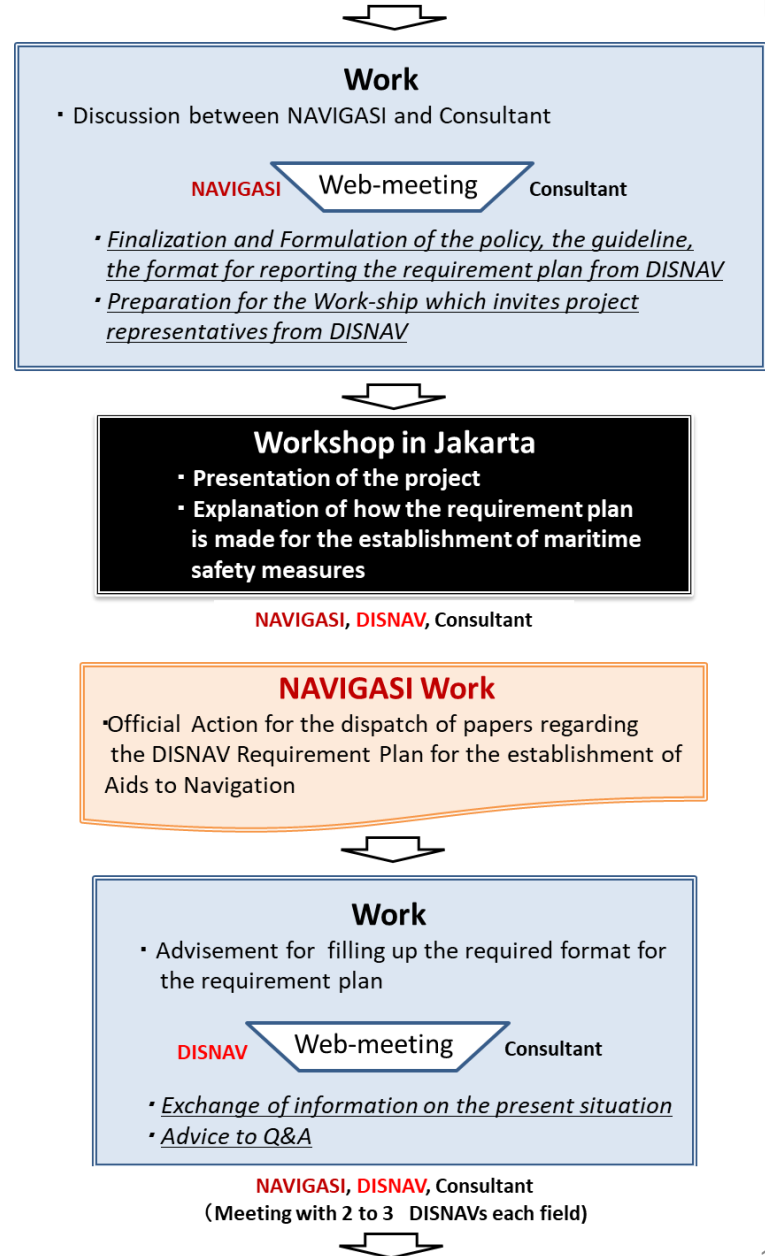 Work
・Discussion between NAVIGASI and Consultant
NAVIGASI Web-meeting Consultant
・Finalization and Formulation of the policy, the guideline,
the format for reporting the requirement plan from DISNAV
・Preparation for the Work-ship which invites project
representatives from DISNAV
Workshop in Jakarta
・Presentation of the project
・Explanation of how the requirement plan
is made for the establishment of maritime
safety measures
NAVIGASI, DISNAV, Consultant
NAVIGASI Work
・Official Action for the dispatch of papers regarding
the DISNAV Requirement Plan for the establishment of
Aids to Navigation
Work
・Advisement for filling up the required format for
the requirement plan
DISNAV Web-meeting Consultant
・Exchange of information on the present situation
・Advice to Q&A
NAVIGASI, DISNAV, Consultant
（Meeting with 2 to 3 DISNAVs each field)